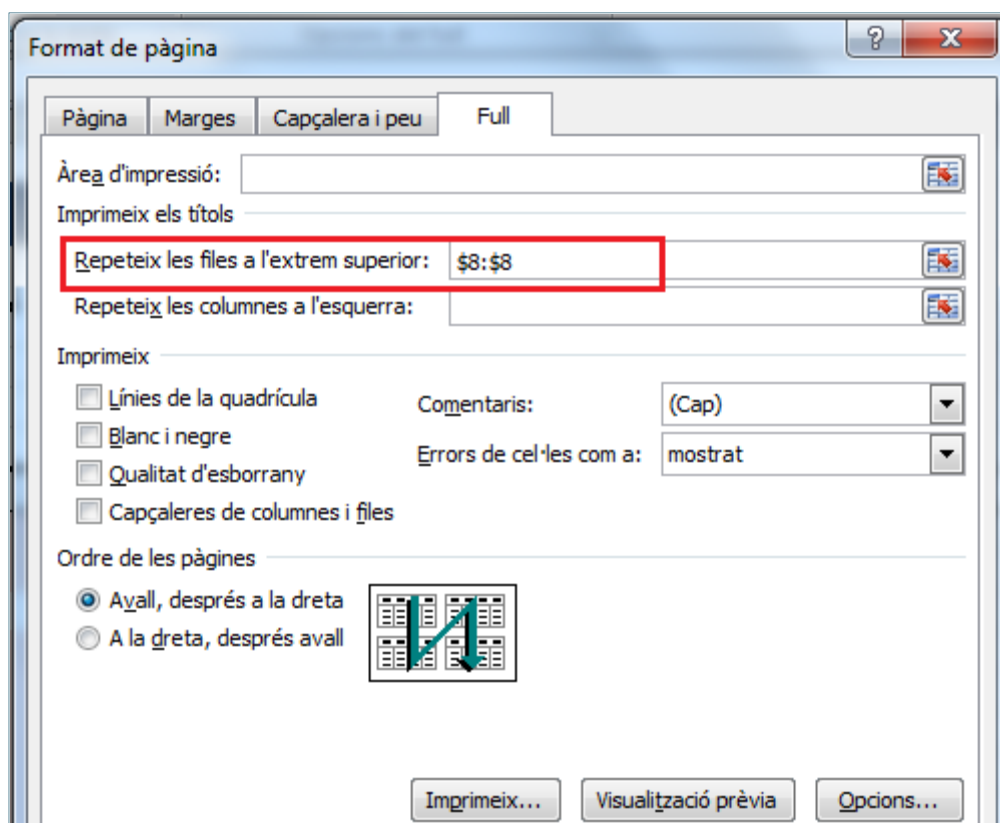 Format de pàgina
Pàgina Marges Capçalera i peu Full
Àrea d'impressió:
Imprimeix els títols
Repeteix les files a l'extrem superior: $8:$8
Repeteix les columnes a l'esquerra:
Imprimeix
Línies de la quadrícula
Comentaris: (Cap)
Blanc i negre
Errors de cel·les com a: mostrat
Qualitat d'esborrany
Capçaleres de columnes i files
Ordre de les pàgines
Avall, després a la dreta
A la dreta, després avall
Imprimeix... Visualització prèvia Opcions...